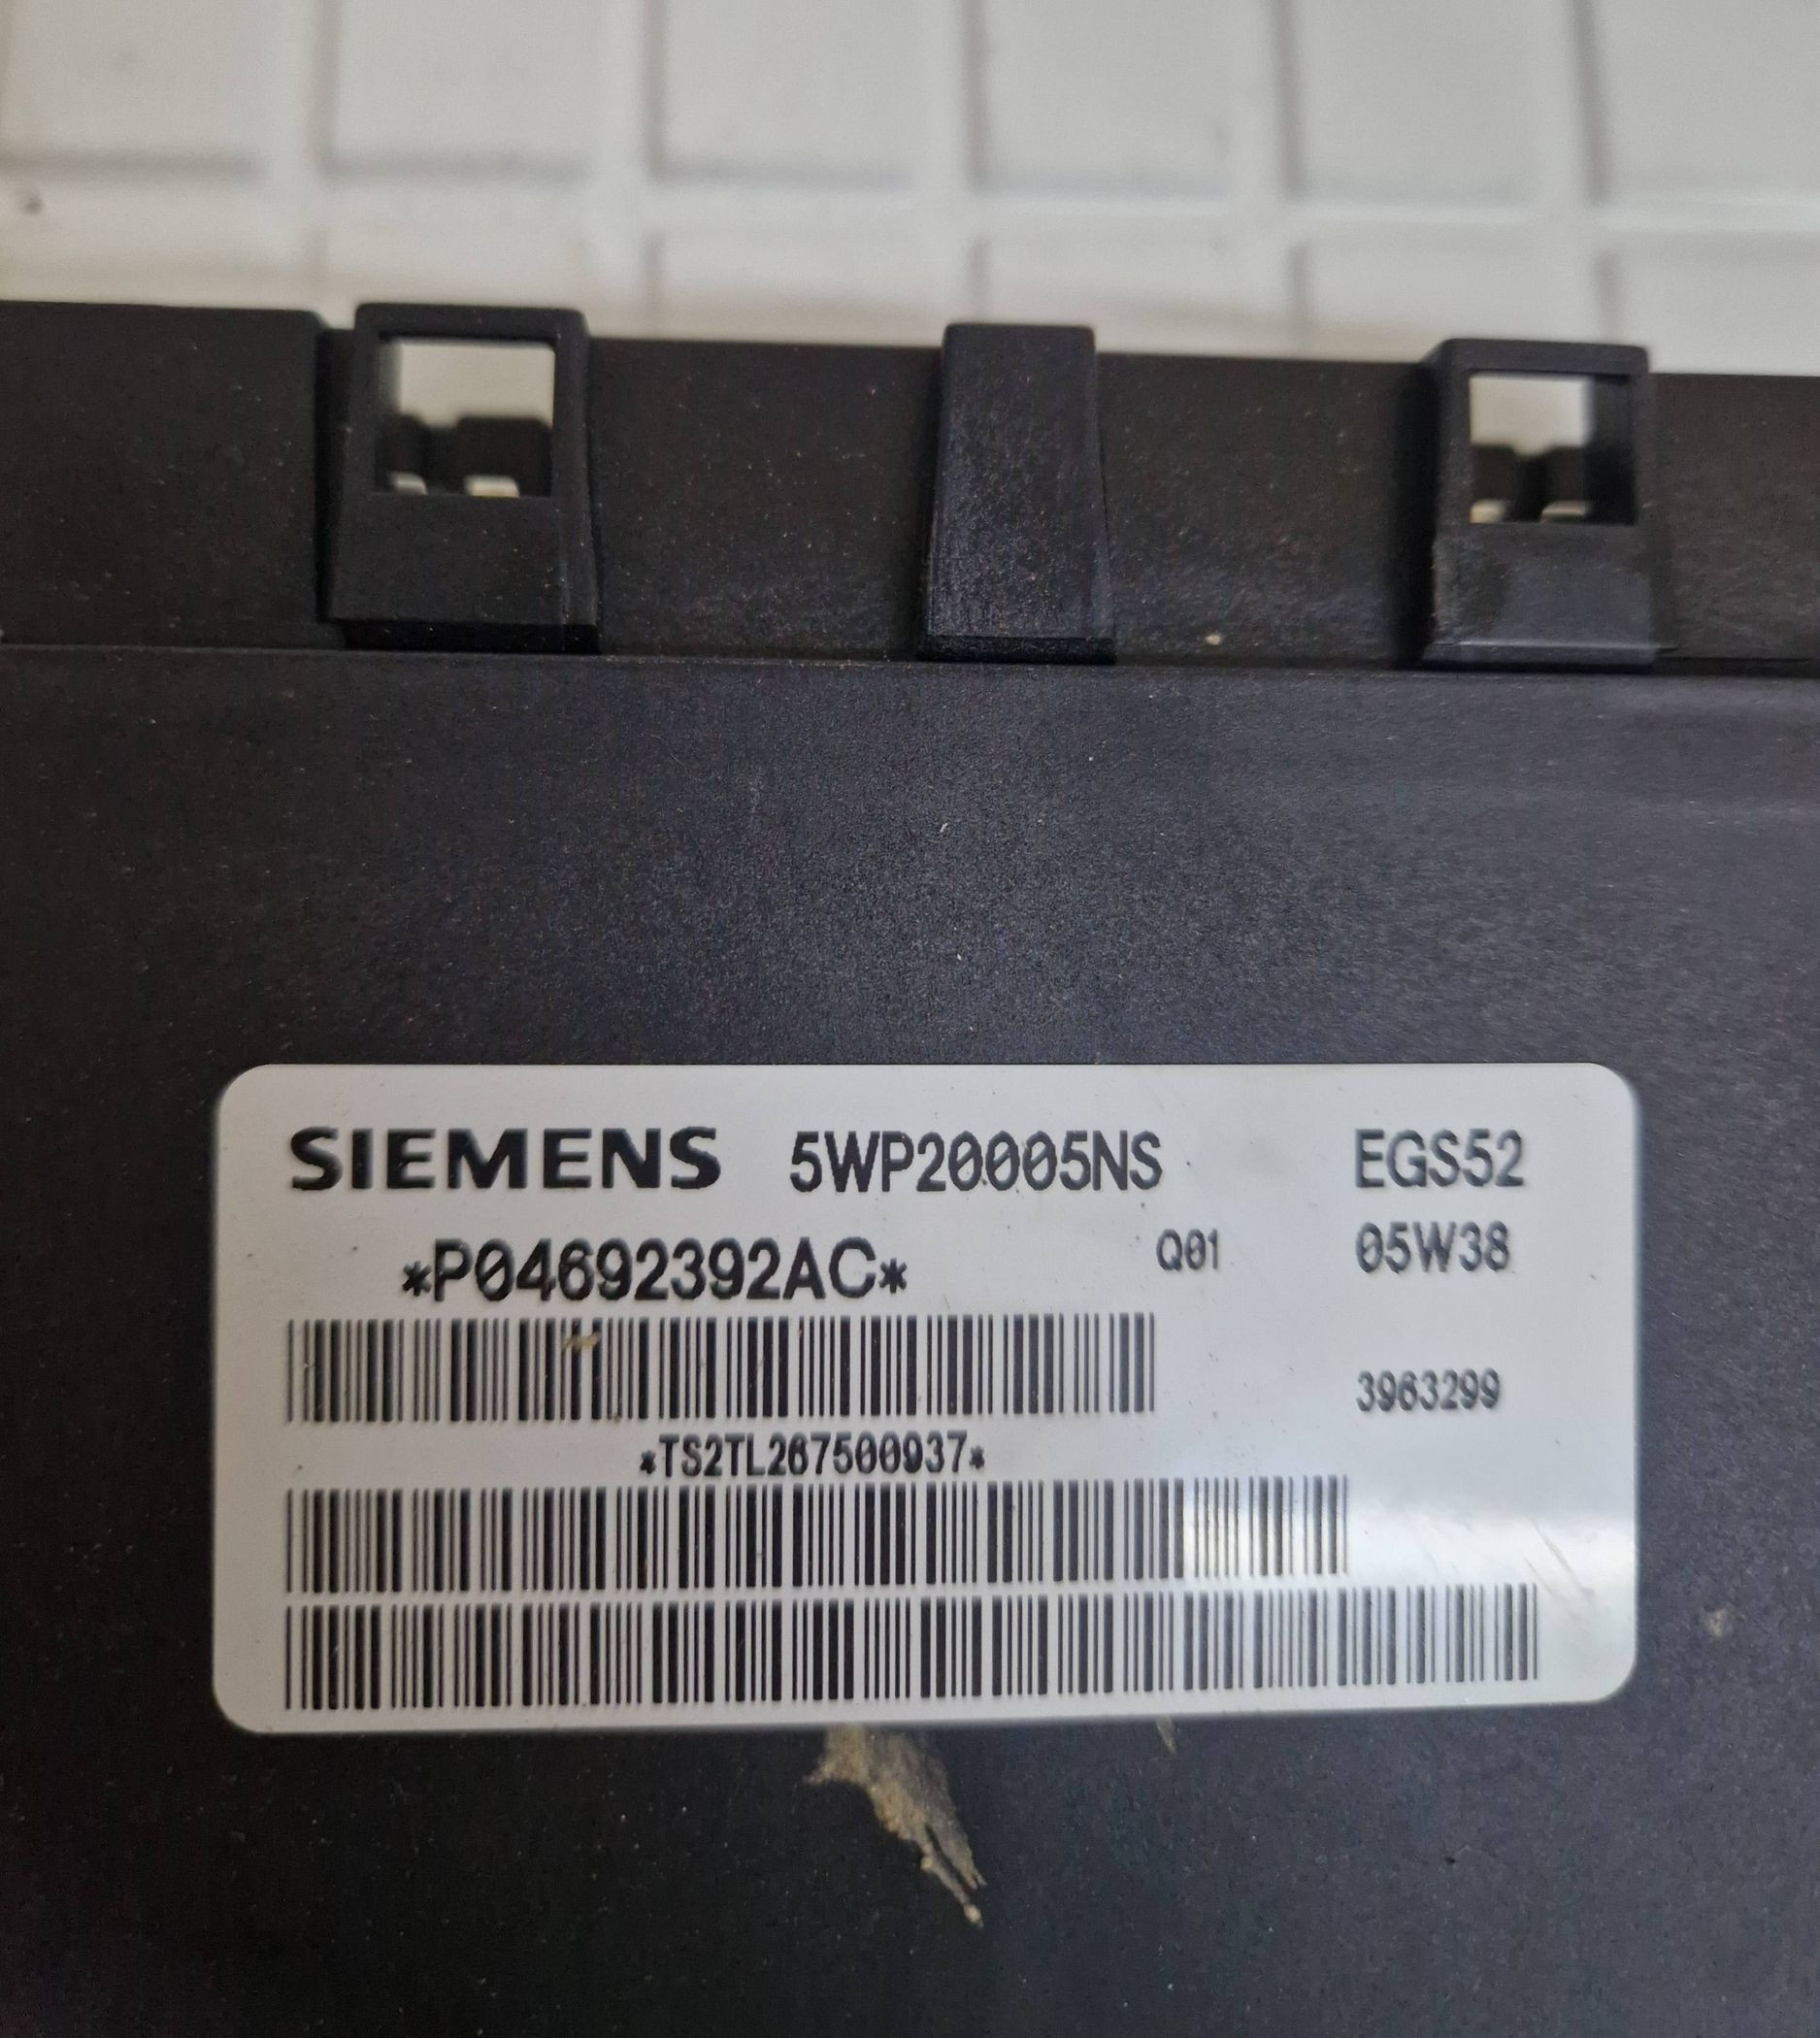 SIEMENS 5WP20005NS EGS52
*P04692392AC* Q01 05W38
3963299
*TS2TL267500937*